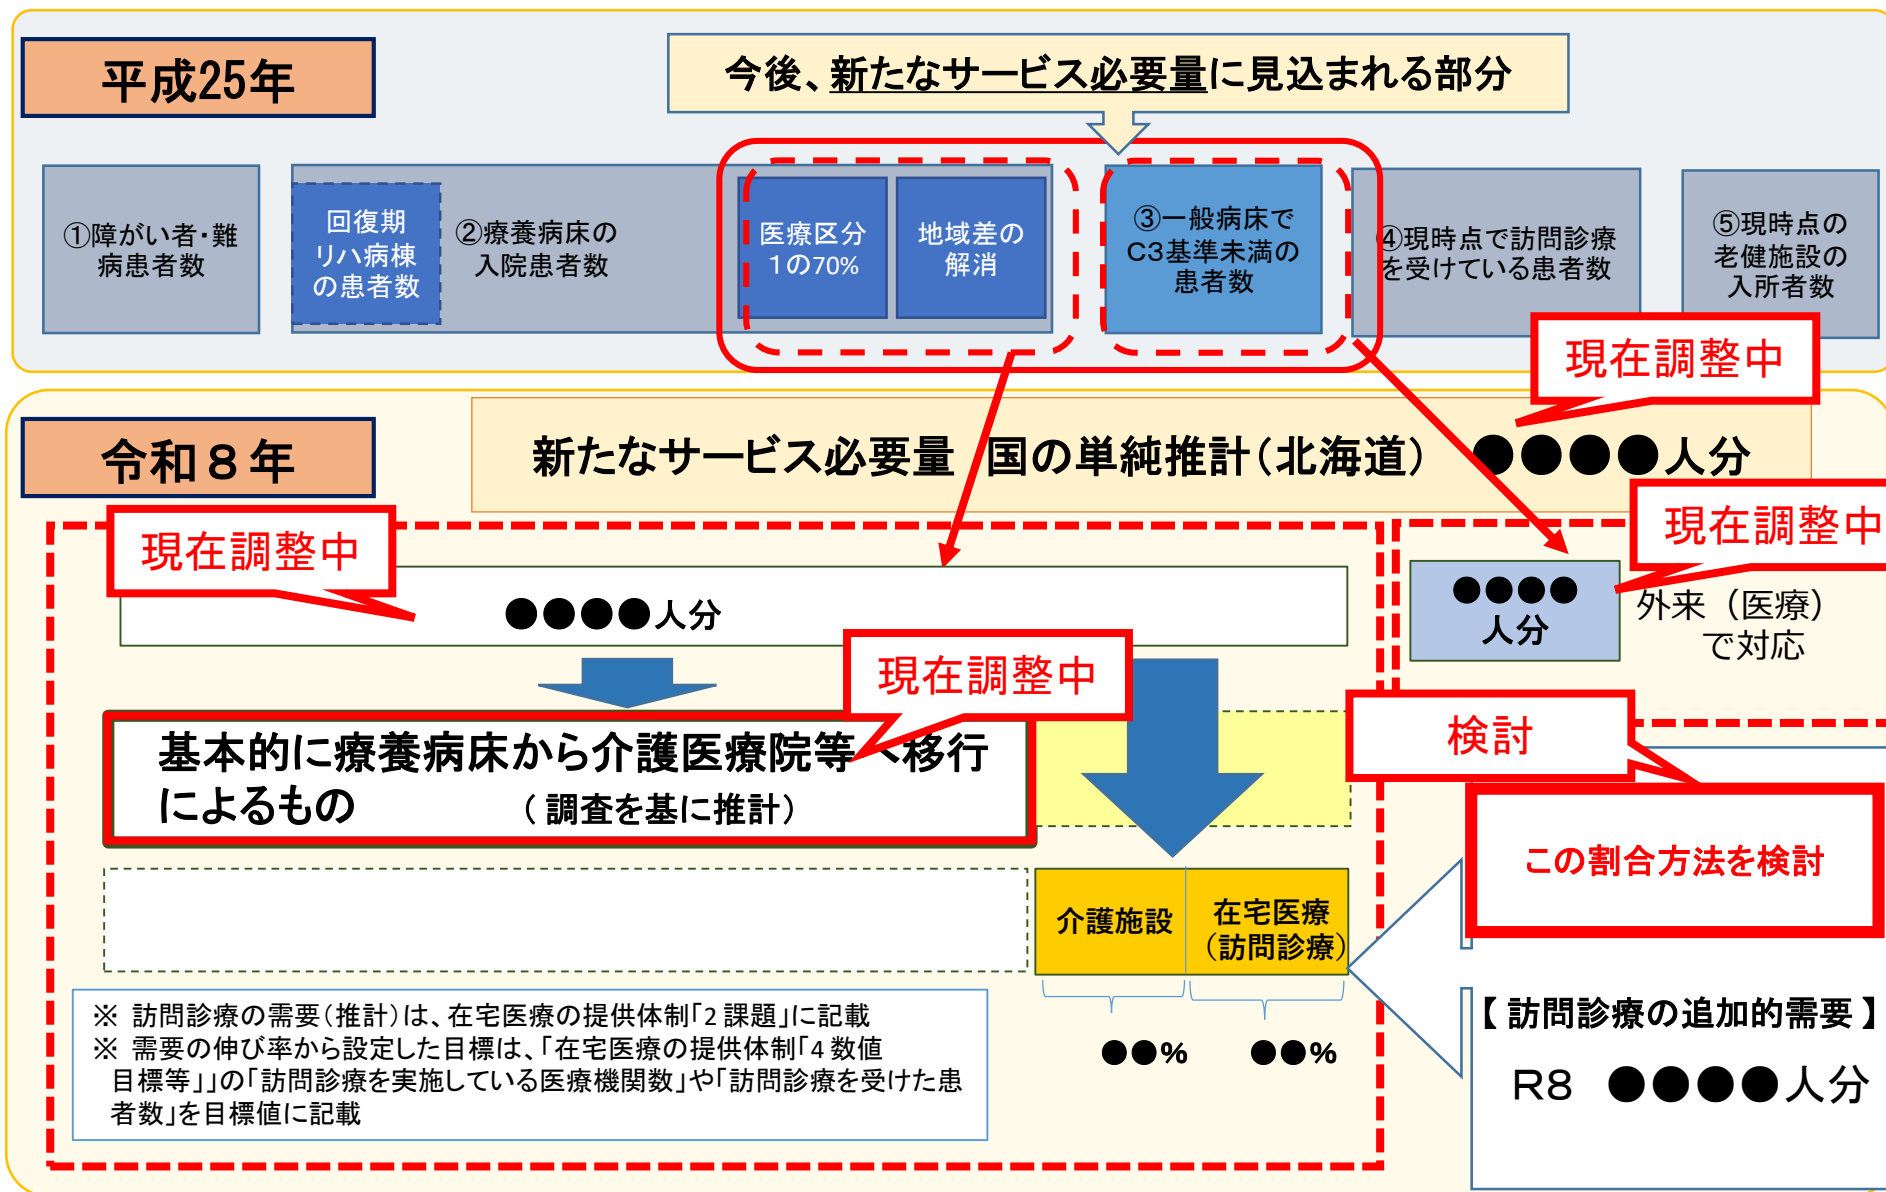 平成25年
今後、新たなサービス必要量に見込まれる部分
①障がい者・難
病患者数
回復期
リハ病棟
の患者数
②療養病床の
入院患者数
医療区分
１の70%
地域差の
解消
③一般病床で
C3基準未満の
患者数
④現時点で訪問診療
を受けている患者数
⑤現時点の
老健施設の
入所者数
現在調整中
令和８年
新たなサービス必要量　国の単純推計（北海道）　●●●●人分
現在調整中
現在調整中
●●●●人分
●●●●
人分
外来（医療）
で対応
現在調整中
基本的に療養病床から介護医療院等へ移行
によるもの　（調査を基に推計）
検討
この割合方法を検討
介護施設
在宅医療
（訪問診療）
●●%　●●%
※ 訪問診療の需要（推計）は、在宅医療の提供体制「2 課題」に記載
※ 需要の伸び率から設定した目標は、「在宅医療の提供体制「4 数値
目標等」」の「訪問診療を実施している医療機関数」や「訪問診療を受けた患
者数」を目標値に記載
【 訪問診療の追加的需要 】
R8　●●●●人分